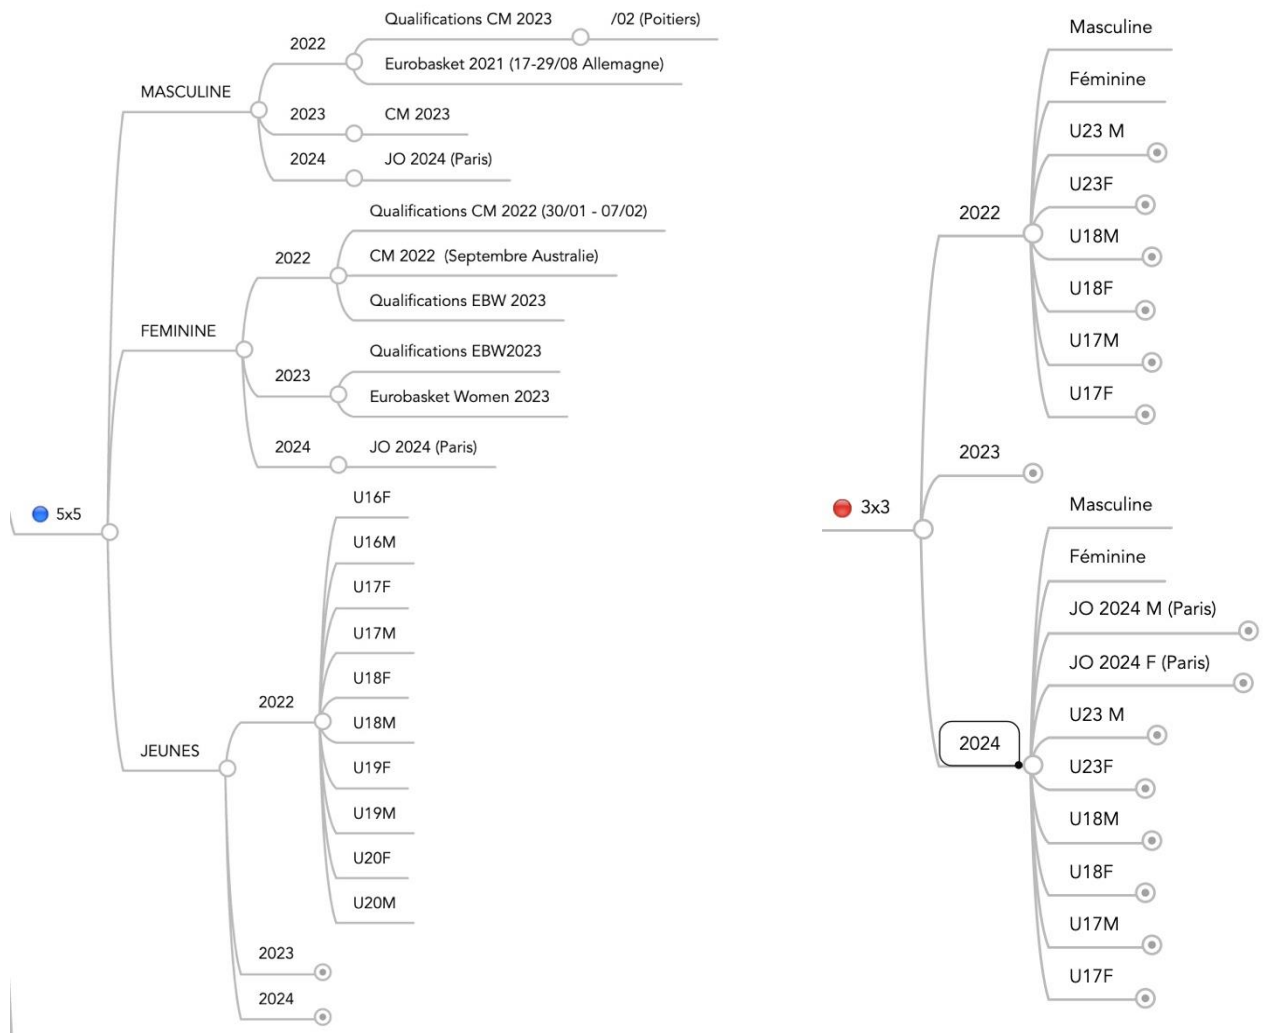 5x5
MASCULINE
2022
Qualifications CM 2023
/02 (Poitiers)
Eurobasket 2021 (17-29/08 Allemagne)
2023
CM 2023
2024
JO 2024 (Paris)
FEMININE
2022
Qualifications CM 2022 (30/01 - 07/02)
CM 2022 (Septembre Australie)
Qualifications EBW 2023
2023
Qualifications EBW2023
Eurobasket Women 2023
2024
JO 2024 (Paris)
JEUNES
2022
U16F
U16M
U17F
U17M
U18F
U18M
U19F
U19M
U20F
U20M
2023
2024
3x3
2022
Masculine
Féminine
U23 M
U23F
U18M
U18F
U17M
U17F
2023
2024
Masculine
Féminine
JO 2024 M (Paris)
JO 2024 F (Paris)
U23 M
U23F
U18M
U18F
U17M
U17F